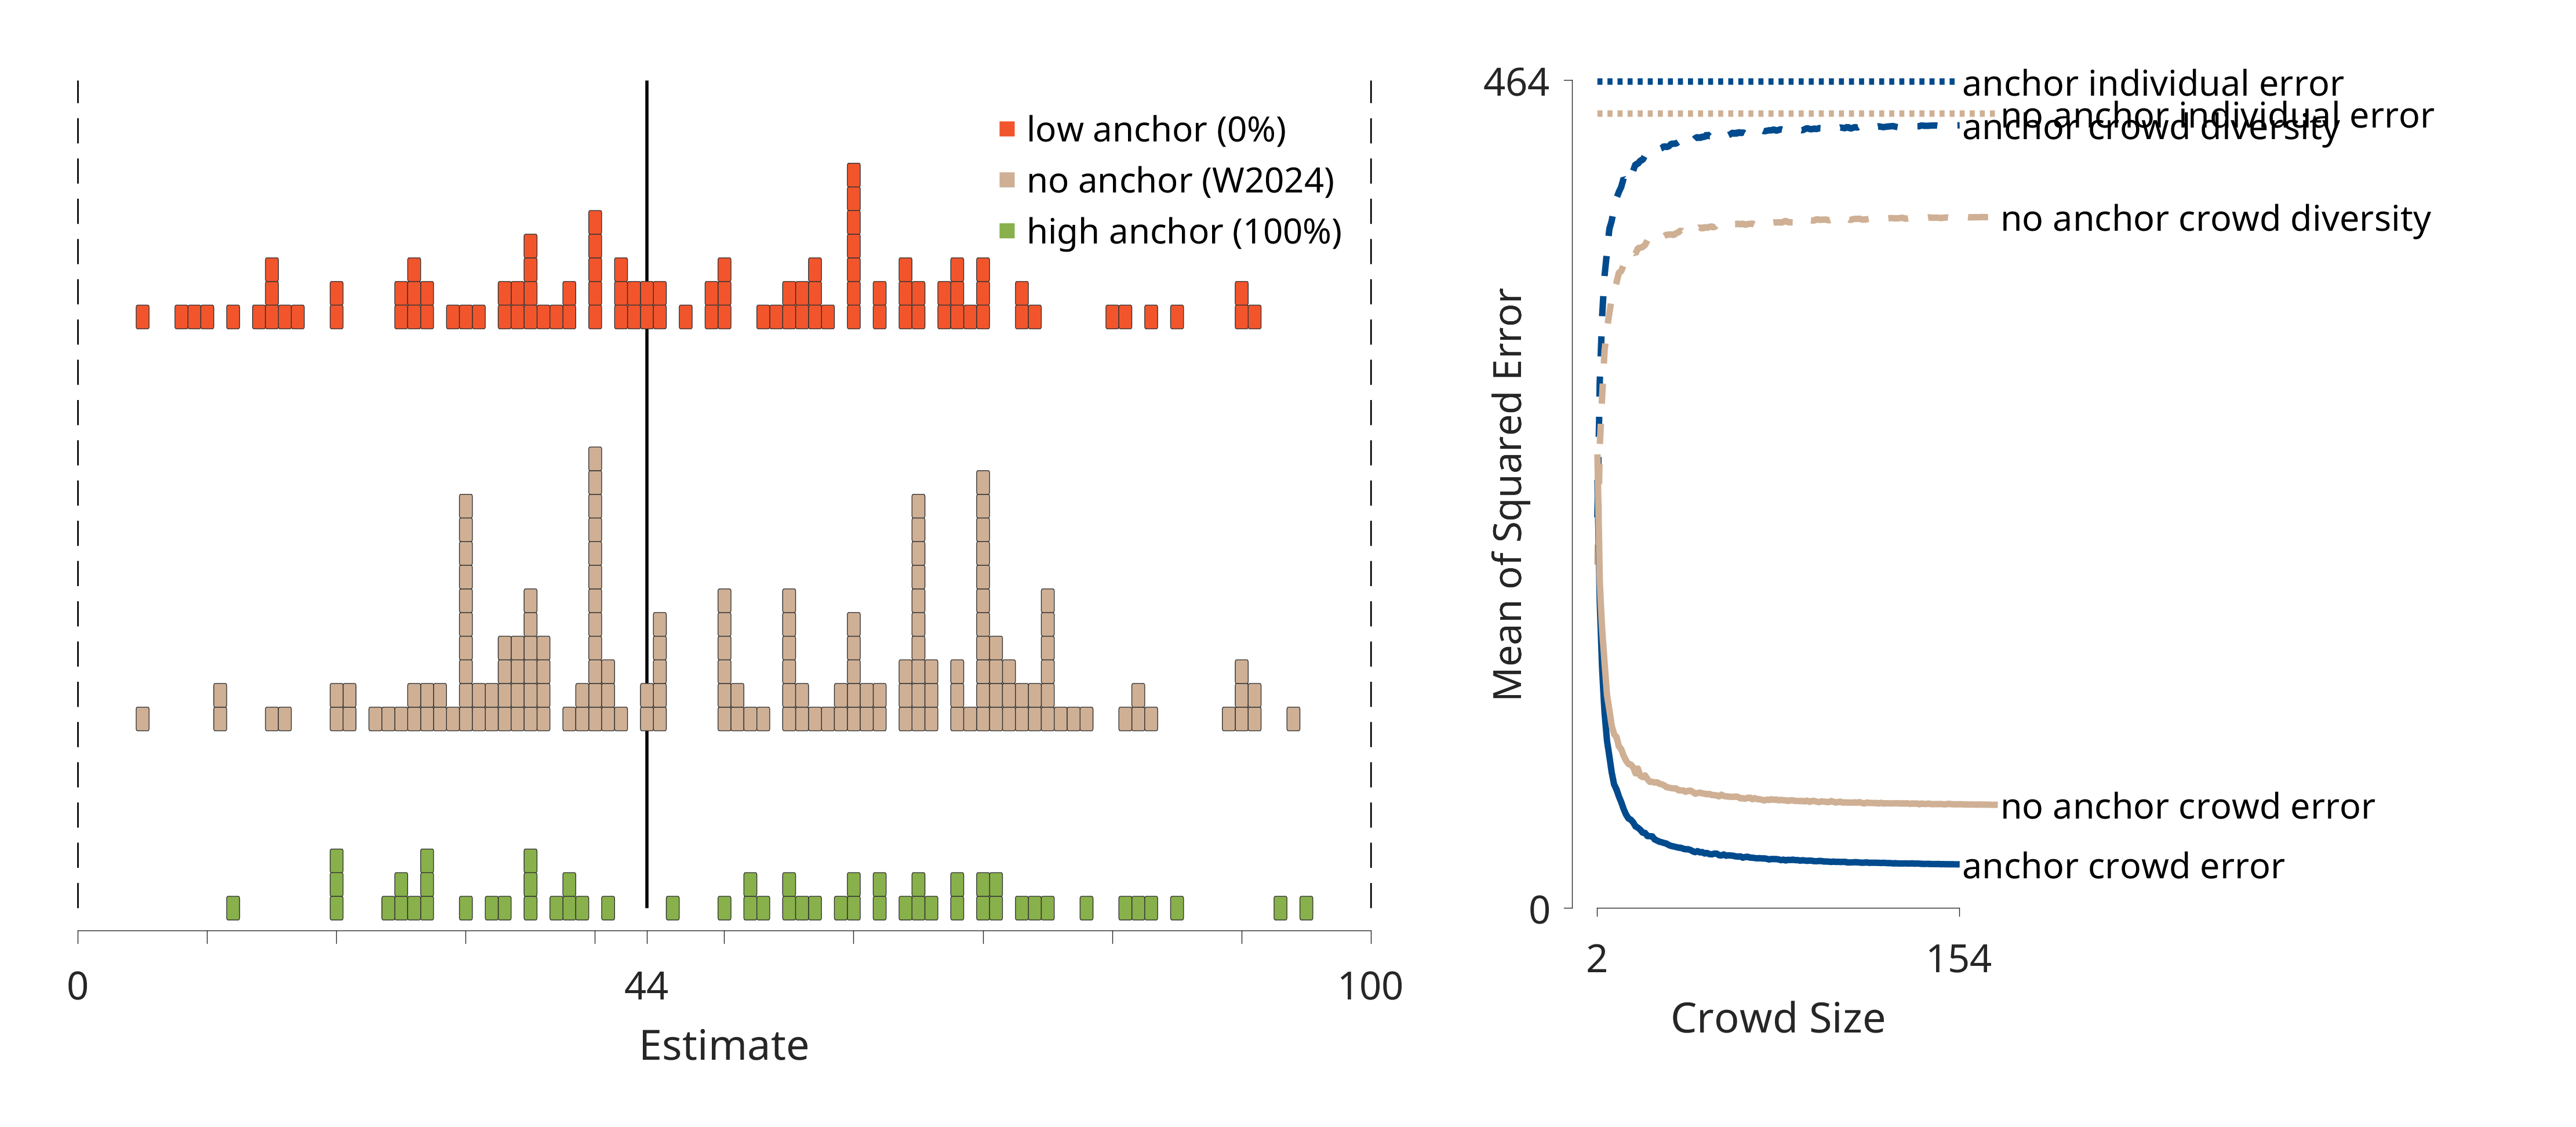 low anchor (0%)
no anchor (W2024)
high anchor (100%)
0
44
100
Estimate
464
0
Mean of Squared Error
2
154
Crowd Size
anchor individual error
no anchor individual error
anchor crowd diversity
no anchor crowd diversity
no anchor crowd error
anchor crowd error